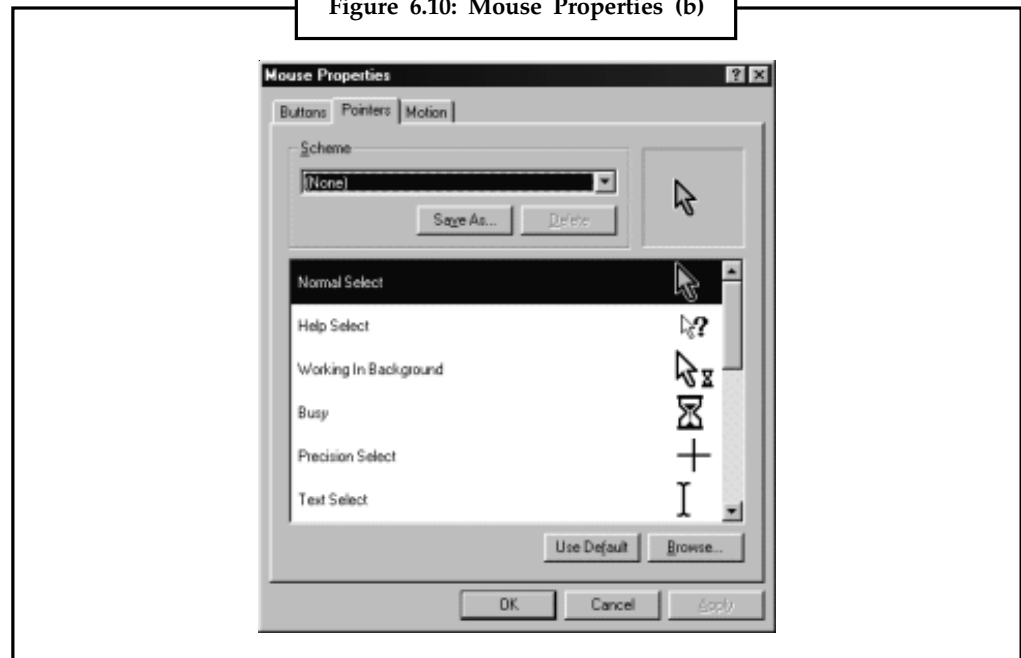 Figure 6.10: Mouse Properties (b)
Mouse Properties
Buttons Pointers Motion
Scheme
(None)
Save As... Delete
Normal Select
Help Select
Working In Background
Busy
Precision Select
Text Select
Use Default Browse...
OK Cancel Apply